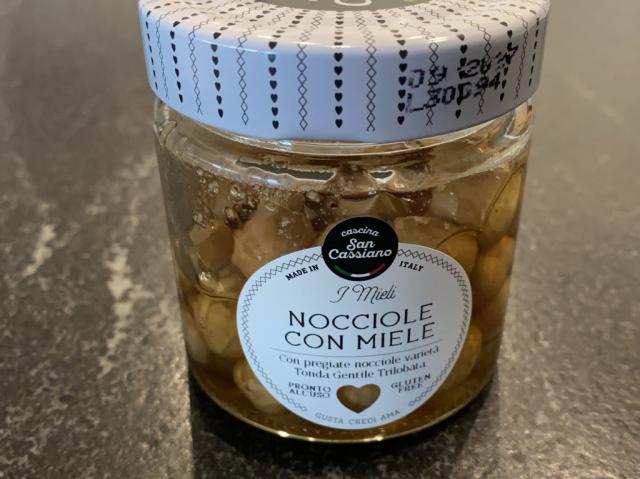 cascina
San
Cassiano
MADE IN ITALY
I Mieli
NOCCIOLE
CON MIELE
Con pregiate nocciole varietà
Tonda Gentile Trilobata
PRONTO
ALL'USO
GLUTEN
FREE
GUSTA CREDI AMA